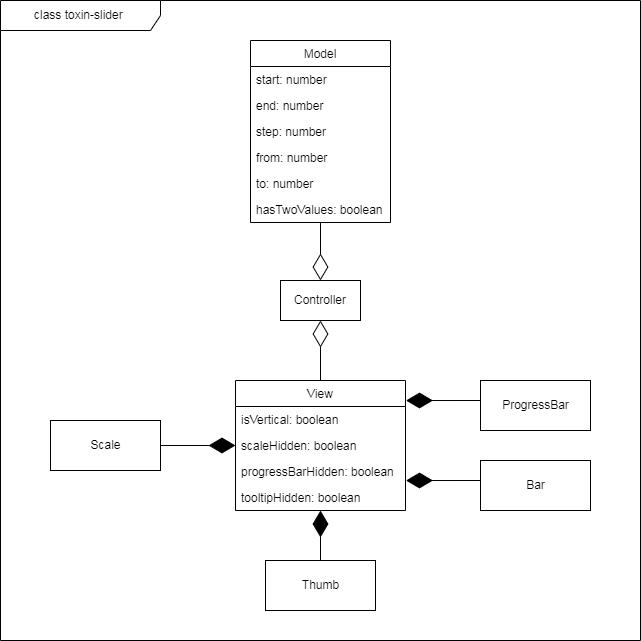 class toxin-slider
Model
start: number
end: number
step: number
from: number
to: number
hasTwoValues: boolean
Controller
View
isVertical: boolean
scaleHidden: boolean
progressBarHidden: boolean
tooltipHidden: boolean
ProgressBar
Scale
Bar
Thumb